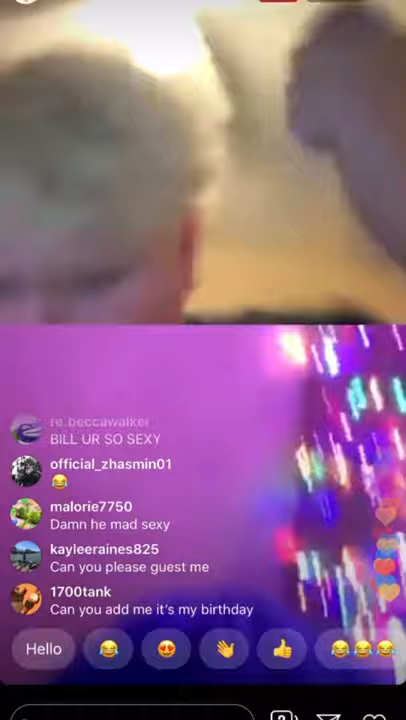 re.beccawalker
BILL UR SO SEXY
official_zhasmin01
😂
malorie7750
Damn he mad sexy
kayleeraines825
Can you please guest me
1700tank
Can you add me it's my birthday
Hello